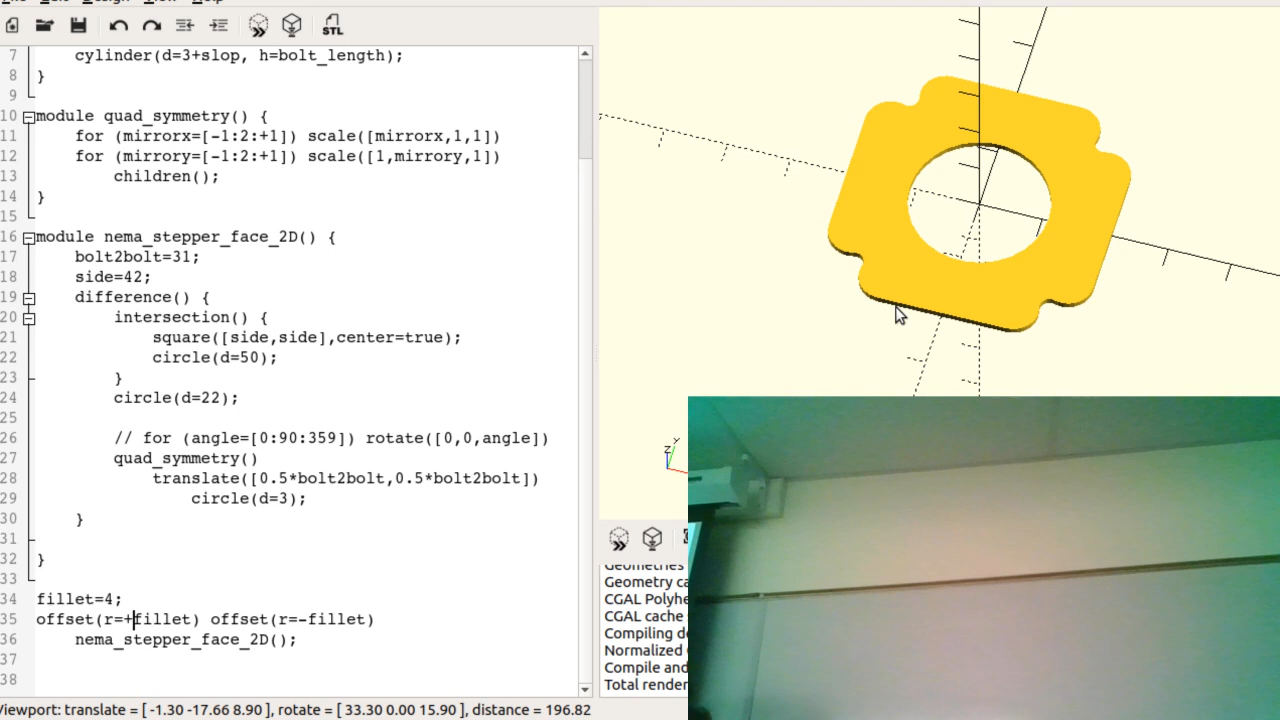 STL
7 cylinder(d=3+slop, h=bolt_length);
8 }
9
10 module quad_symmetry() {
11 for (mirrorx=[-1:2:+1]) scale([mirrorx,1,1])
12 for (mirrory=[-1:2:+1]) scale([1,mirrory,1])
13 children();
14 }
15
16 module nema_stepper_face_2D() {
17 bolt2bolt=31;
18 side=42;
19 difference() {
20 intersection() {
21 square([side,side],center=true);
22 circle(d=50);
23 }
24 circle(d=22);
25
26 // for (angle=[0:90:359]) rotate([0,0,angle])
27 quad_symmetry()
28 translate([0.5*bolt2bolt,0.5*bolt2bolt])
29 circle(d=3);
30 }
31
32 }
33
34 fillet=4;
35 offset(r=+fillet) offset(r=-fillet)
36 nema_stepper_face_2D();
37
38
Y
Z
Geometries
Geometry ca
CGAL Polyhe
CGAL cache
Compiling de
Normalized
Compile and
Total render
Viewport: translate = [ -1.30 -17.66 8.90 ], rotate = [ 33.30 0.00 15.90 ], distance = 196.82